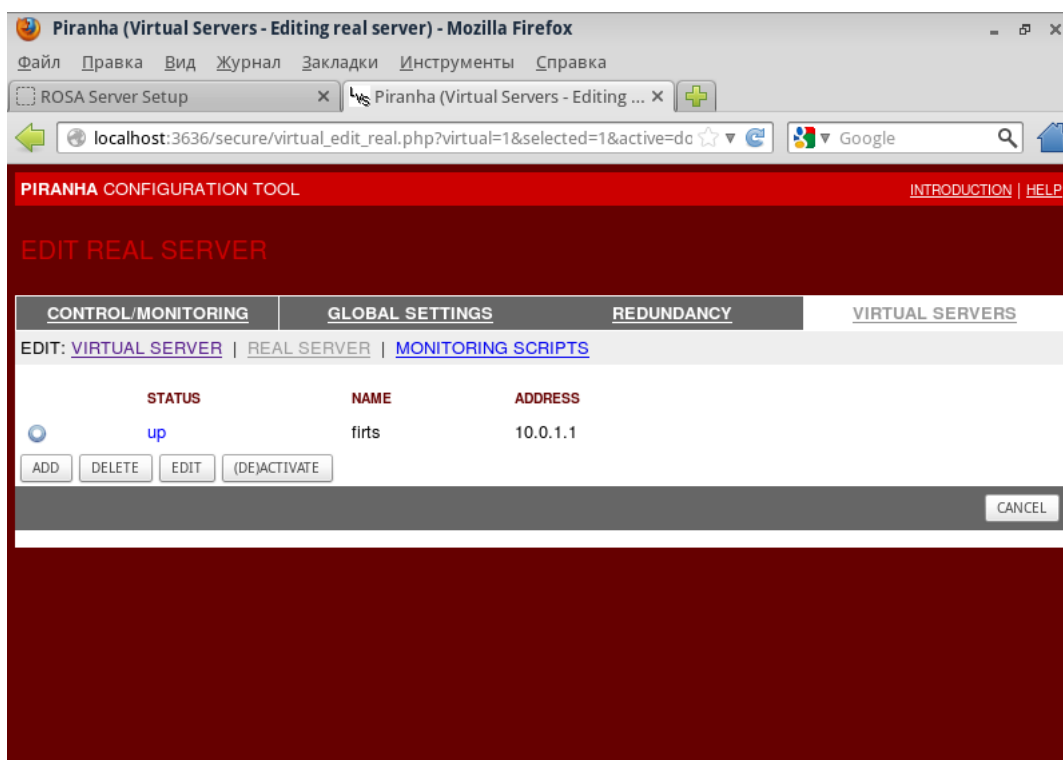 Piranha (Virtual Servers - Editing real server) - Mozilla Firefox
Файл Правка Вид Журнал Закладки Инструменты Справка
ROSA Server Setup LVS Piranha (Virtual Servers - Editing ...
localhost:3636/secure/virtual_edit_real.php?virtual=1&selected=1&active=do Google
PIRANHA CONFIGURATION TOOL INTRODUCTION | HELP
EDIT REAL SERVER
CONTROL/MONITORING GLOBAL SETTINGS REDUNDANCY VIRTUAL SERVERS
EDIT: VIRTUAL SERVER | REAL SERVER | MONITORING SCRIPTS
STATUS NAME ADDRESS
up firts 10.0.1.1
ADD DELETE EDIT (DE)ACTIVATE
CANCEL